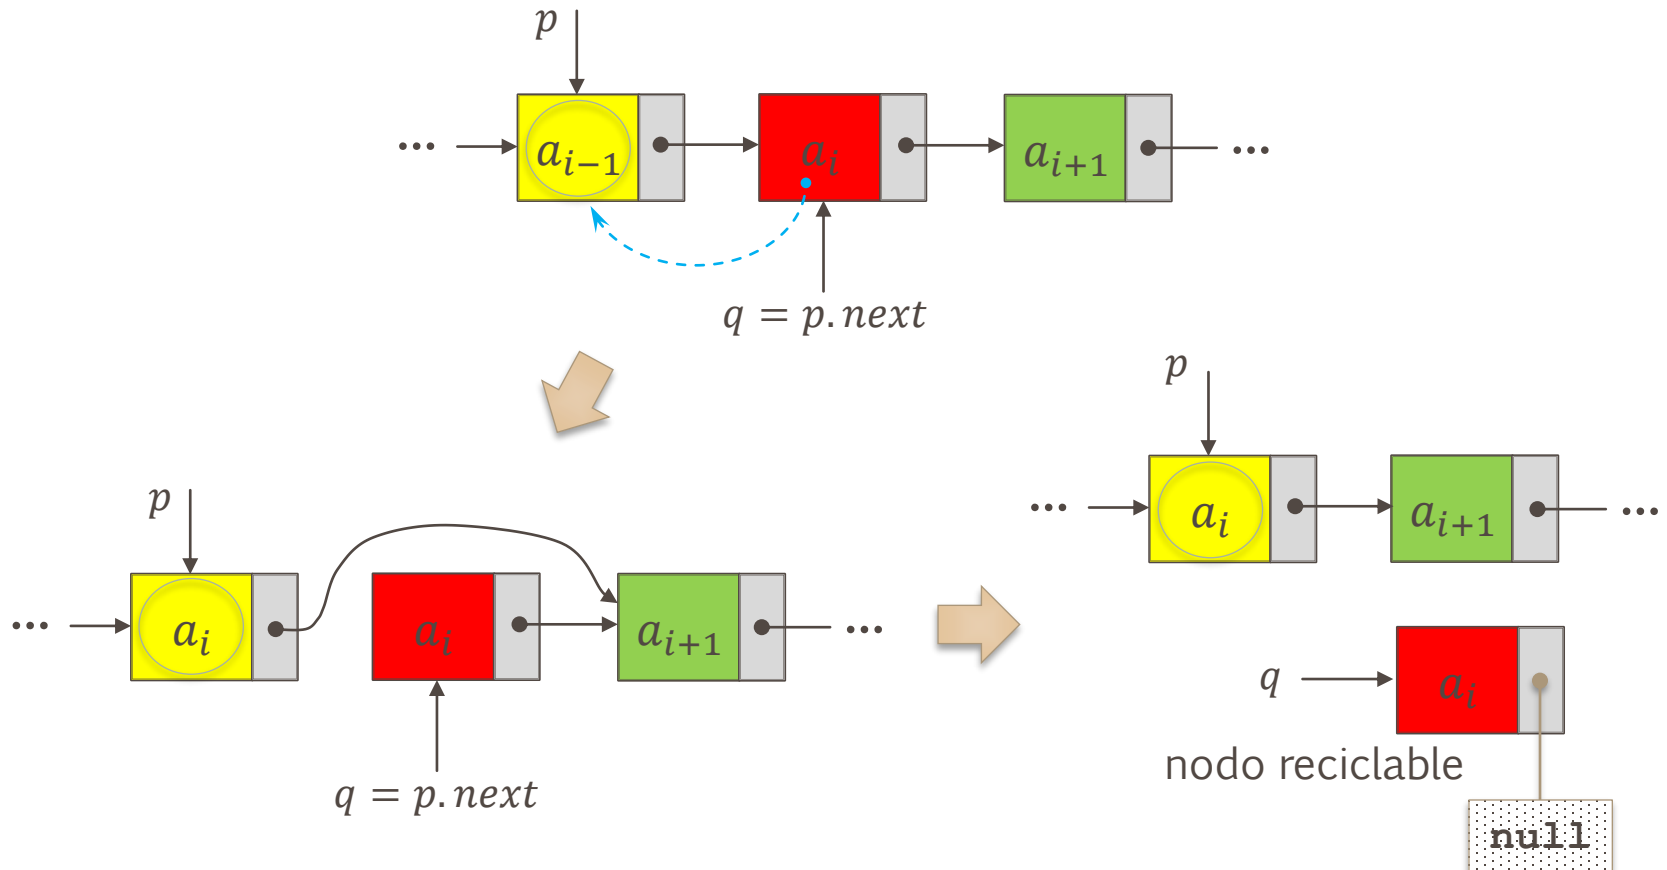 p
... a_{i−1} a_i a_{i+1} ...
q = p.next
p
... a_i a_{i+1} ...
p
... a_i a_i a_{i+1} ...
q = p.next
q a_i
nodo reciclable
null